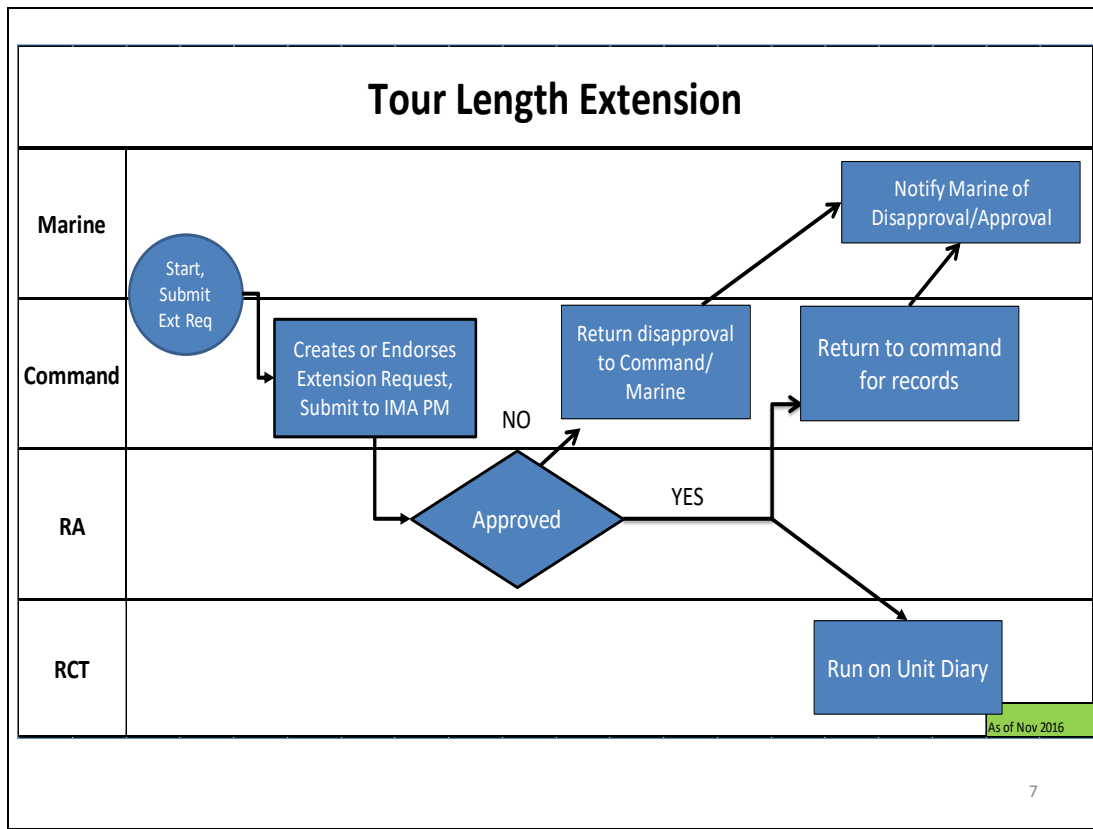 Tour Length Extension
Marine
Notify Marine of
Disapproval/Approval
Start,
Submit
Ext Req
Command
Creates or Endorses
Extension Request,
Submit to IMA PM
Return disapproval
to Command/
Marine
Return to command
for records
NO
RA
Approved
YES
RCT
Run on Unit Diary
As of Nov 2016
7